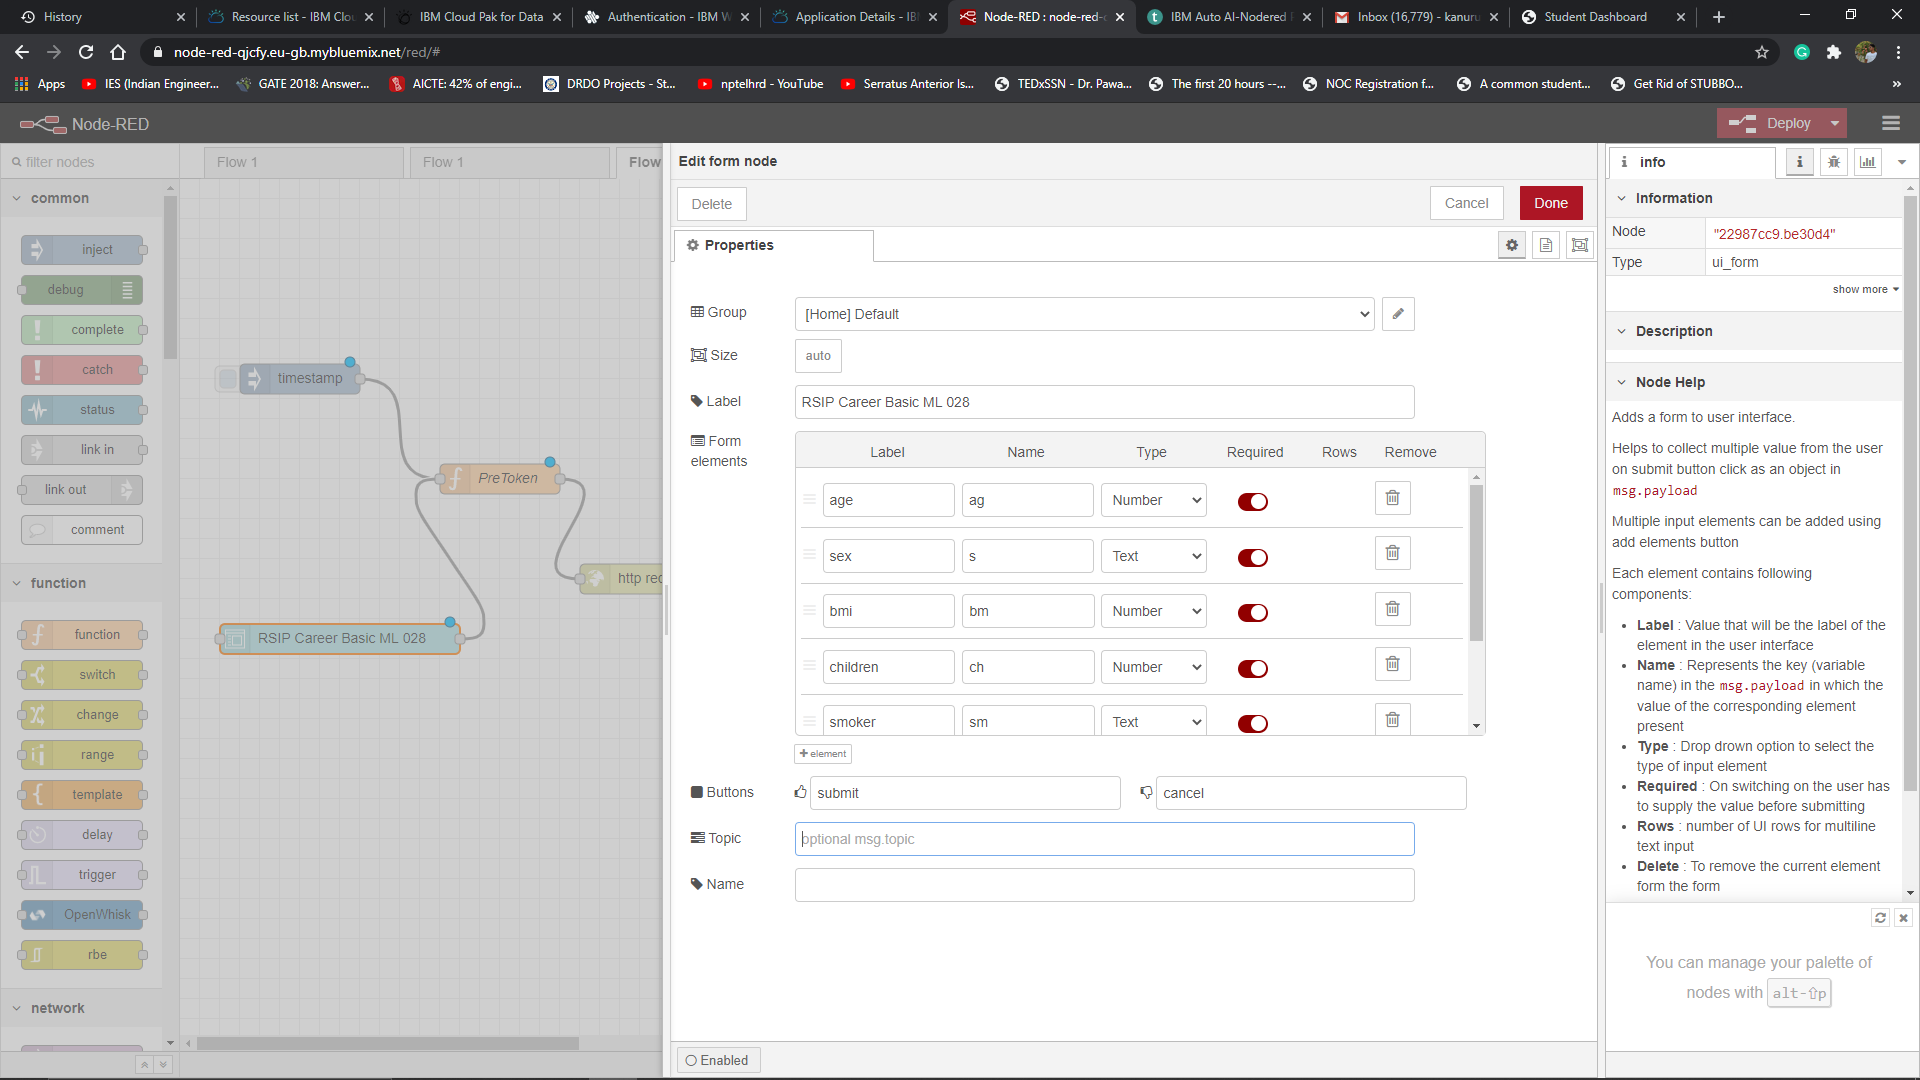 History
Resource list - IBM Clo
IBM Cloud Pak for Data
Authentication - IBM W
Application Details - IB
Node-RED : node-red-
IBM Auto AI-Nodered
Inbox (16,779) - kanuru
Student Dashboard
node-red-qjcfy.eu-gb.mybluemix.net/red/#
Apps
IES (Indian Engineer...
GATE 2018: Answer...
AICTE: 42% of engi...
DRDO Projects - St...
nptelhrd - YouTube
Serratus Anterior Is...
TEDxSSN - Dr. Pawa...
The first 20 hours --...
NOC Registration f...
A common student...
Get Rid of STUBBO...
»
Node-RED
Deploy
filter nodes
common
inject
debug
complete
catch
status
link in
link out
comment
function
function
switch
change
range
template
delay
trigger
OpenWhisk
rbe
network
Flow 1
Flow 1
Flow
timestamp
PreToken
http rec
RSIP Career Basic ML 028
Edit form node
Delete
Cancel
Done
Properties
Group
[Home] Default
Size
auto
Label
RSIP Career Basic ML 028
Form elements
Label Name Type Required Rows Remove
age ag Number
sex s Text
bmi bm Number
children ch Number
smoker sm Text
+ element
Buttons
submit
cancel
Topic
optional msg.topic
Name
Enabled
i info
Information
Node "22987cc9.be30d4"
Type ui_form
show more
Description
Node Help
Adds a form to user interface.
Helps to collect multiple value from the user
on submit button click as an object in
msg.payload
Multiple input elements can be added using
add elements button
Each element contains following
components:
• Label : Value that will be the label of the
element in the user interface
• Name : Represents the key (variable
name) in the msg.payload in which the
value of the corresponding element
present
• Type : Drop drown option to select the
type of input element
• Required : On switching on the user has
to supply the value before submitting
• Rows : number of UI rows for multiline
text input
• Delete : To remove the current element
form the form
You can manage your palette of
nodes with alt-⇧p